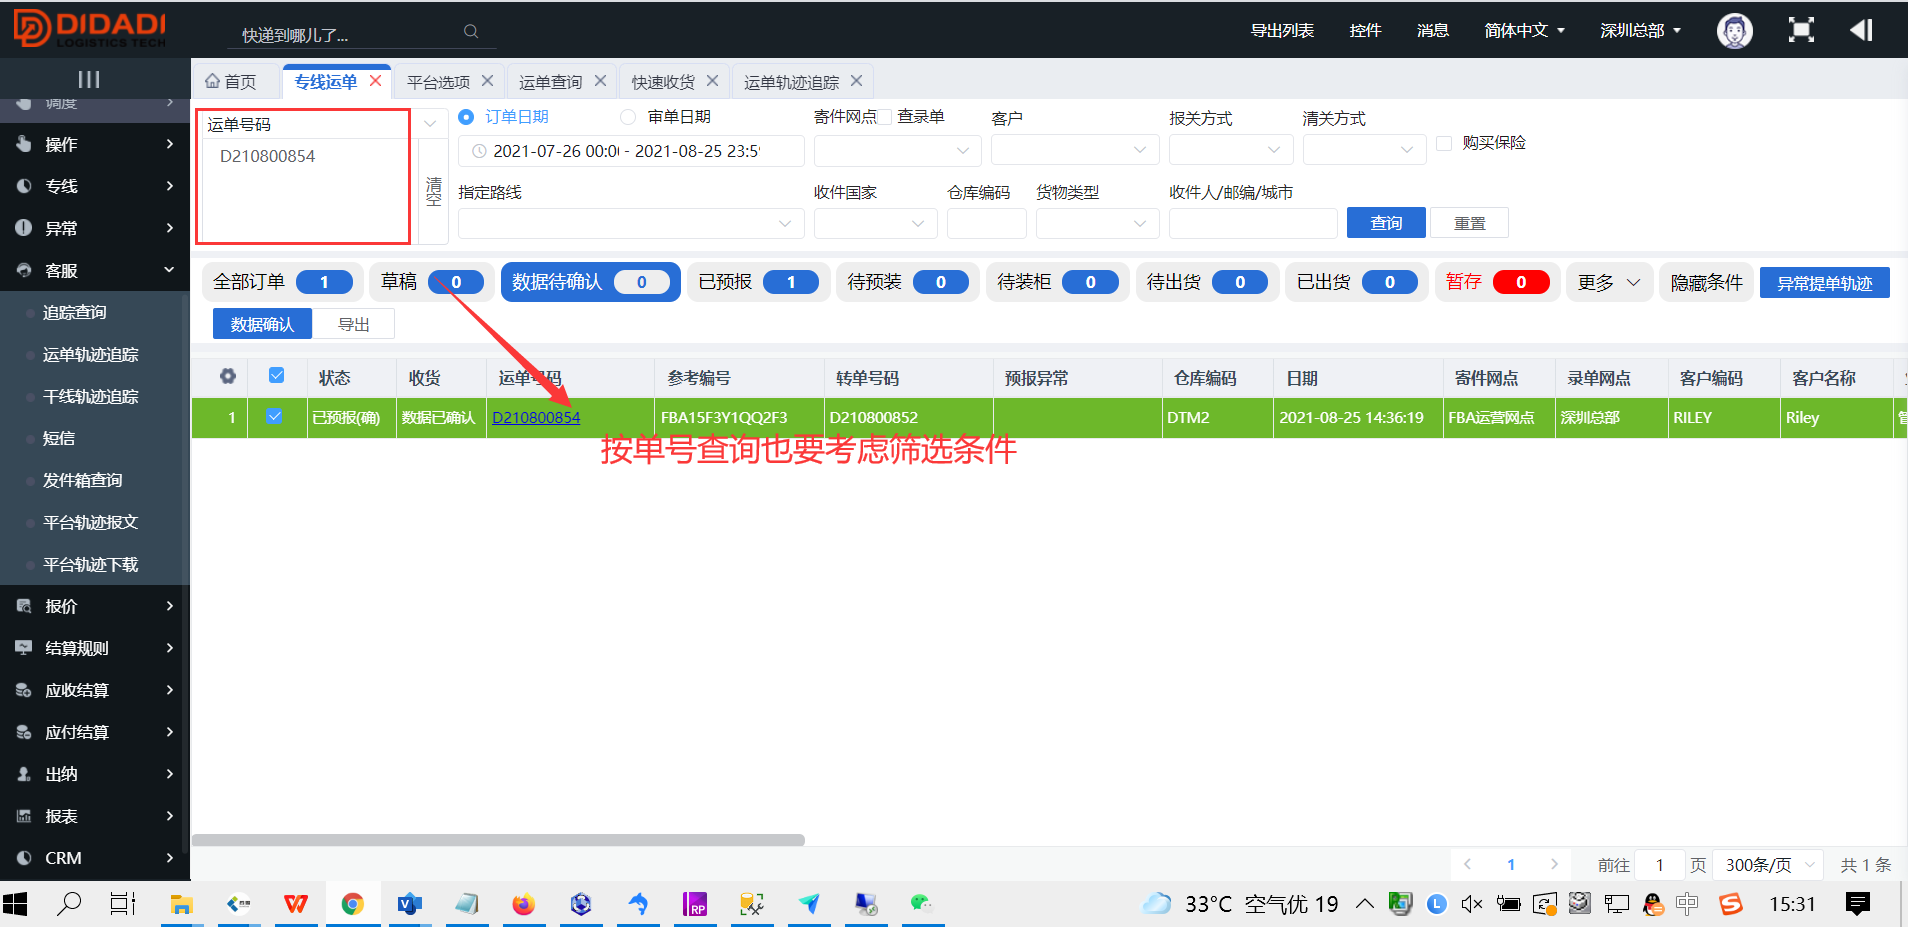 DIDADI
LOGISTICS TECH
快递到哪儿了...
导出列表 控件 消息 简体中文 深圳总部
首页 专线运单 平台选项 运单查询 快速收货 运单轨迹追踪
调度
操作
专线
异常
客服
追踪查询
运单轨迹追踪
干线轨迹追踪
短信
发件箱查询
平台轨迹报文
平台轨迹下载
报价
结算规则
应收结算
应付结算
出纳
报表
CRM
运单号码
D210800854
清空
订单日期 审单日期 寄件网点 查录单 客户 报关方式 清关方式 购买保险
2021-07-26 00:00 - 2021-08-25 23:59
指定路线 收件国家 仓库编码 货物类型 收件人/邮编/城市
查询 重置
全部订单 1 草稿 0 数据待确认 0 已预报 1 待预装 0 待装柜 0 待出货 0 已出货 0 暂存 0 更多 隐藏条件 异常提单轨迹
数据确认 导出
状态 收货 运单号码 参考编号 转单号码 预报异常 仓库编码 日期 寄件网点 录单网点 客户编码 客户名称
1 已预报(确) 数据已确认 D210800854 FBA15F3Y1QQ2F3 D210800852 DTM2 2021-08-25 14:36:19 FBA运营网点 深圳总部 RILEY Riley
按单号查询也要考虑筛选条件
1 前往 1 页 300条/页 共 1 条
33°C 空气优 19 中 15:31